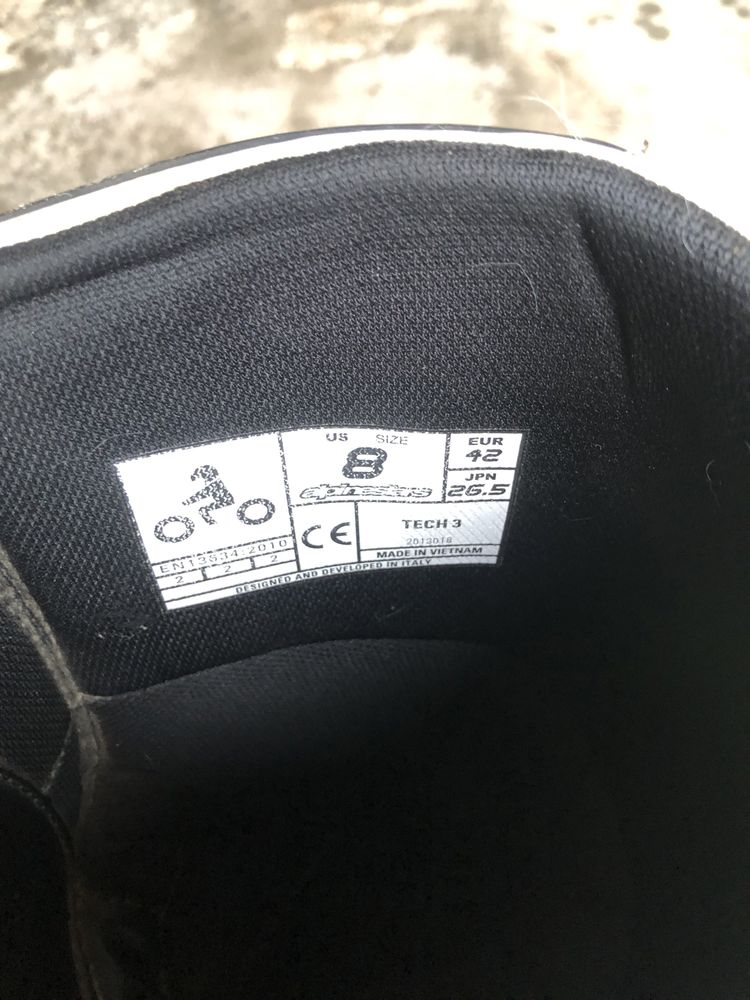 US SIZE
8
alpinestars
EUR
42
JPN
26.5
EN13634:2010
2 2 2
CE
TECH 3
2013018
MADE IN VIETNAM
DESIGNED AND DEVELOPED IN ITALY